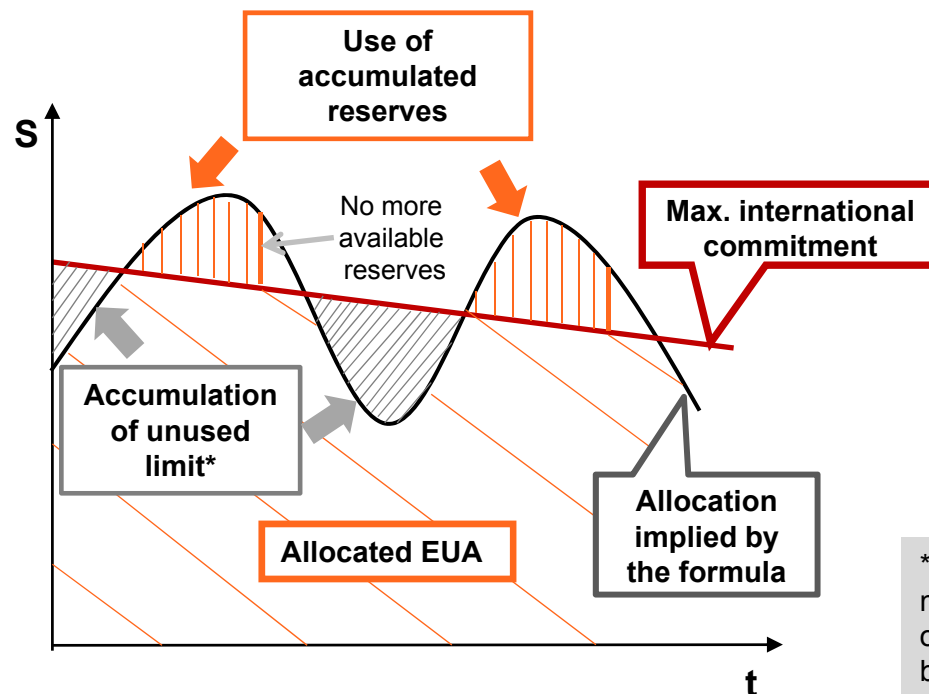 Use of
accumulated
reserves
S
No more
available
reserves
Max. international
commitment
Accumulation
of unused
limit*
Allocation
implied by
the formula
Allocated EUA
*
t